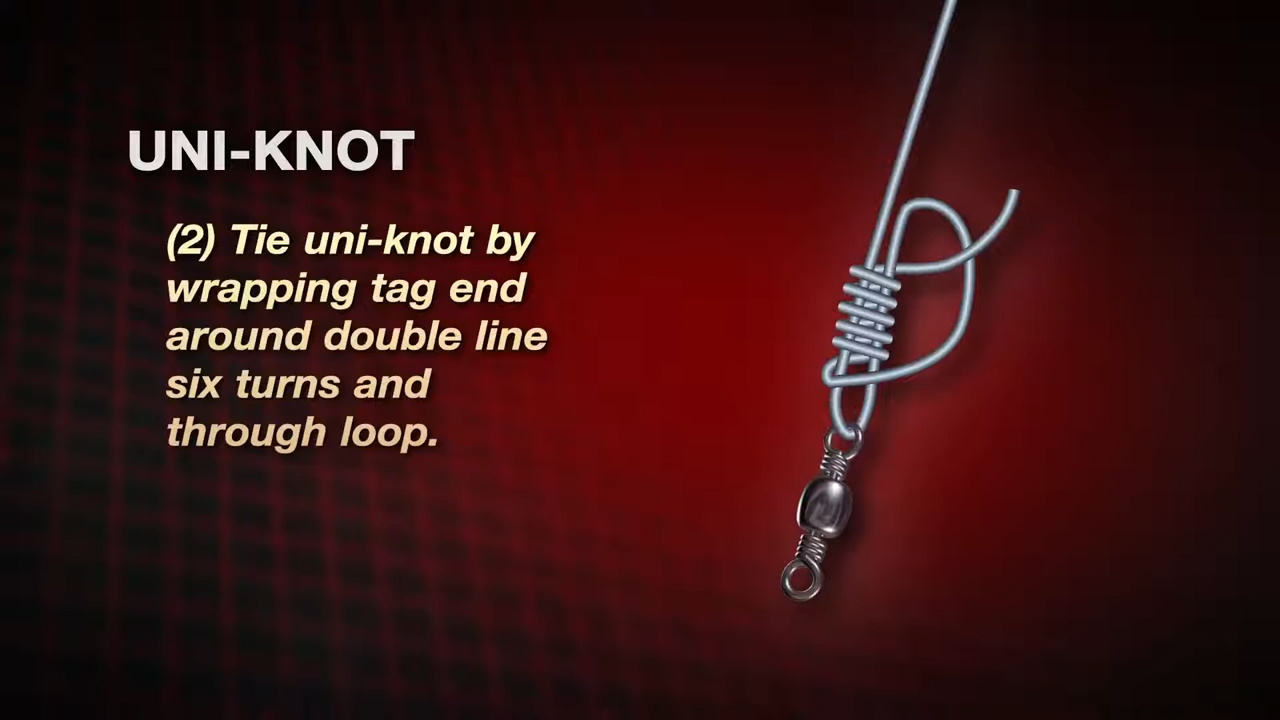 UNI-KNOT
(2) Tie uni-knot by
wrapping tag end
around double line
six turns and
through loop.